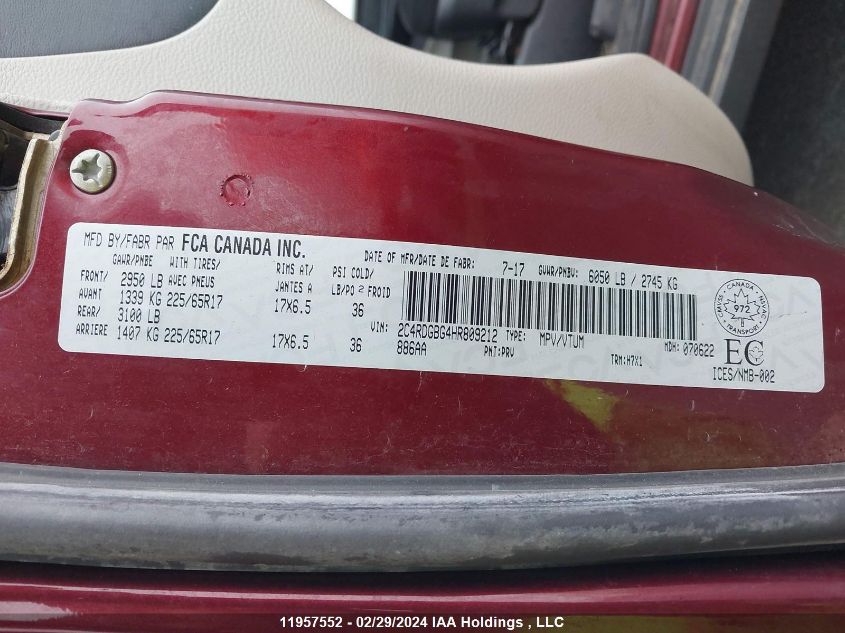 MFD BY/FABR PAR FCA CANADA INC. DATE OF MFR/DATE DE FABR: 7-17 GVWR/PNBV: 6050 LB / 2745 KG
GAWR/PNBE WITH TIRES/ RIMS AT/ PSI COLD/
FRONT/ 2950 LB AVEC PNEUS JANTES A LB/PO² FROID
AVANT 1339 KG 225/65R17 17X6.5 36
REAR/ 3100 LB
ARRIERE 1407 KG 225/65R17 17X6.5 36
VIN: 2C4RDGBG4HR809212 TYPE: MPV/VTUM MDH: 070622
886AA PNT:PRV TRM:H7X1
CANADA
CMVSS NSVAC
972
TRANSPORT
EC
ICES/NMB-002
11957552 - 02/29/2024 IAA Holdings , LLC